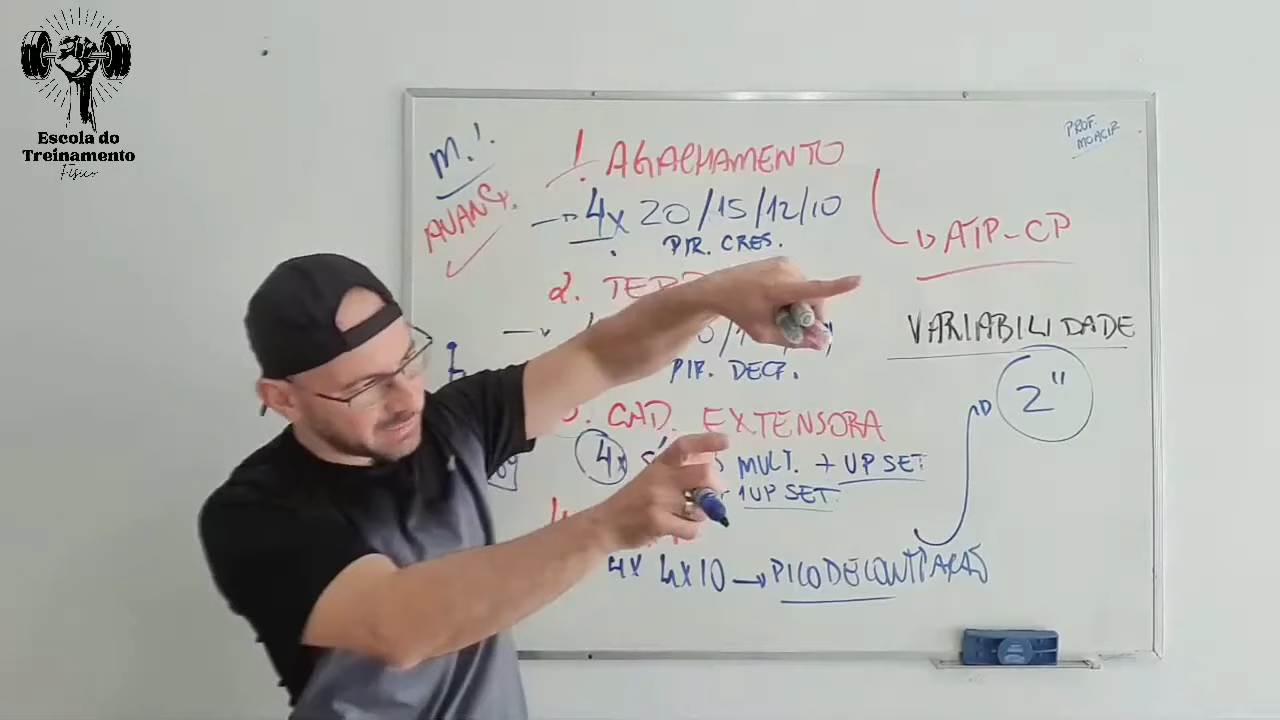 Escola do
Treinamento
Físico
PROF.
MOACIR
M.I.
AVANÇ.
1. AGACHAMENTO
4x 20/15/12/10
PIR. CRES.
ATP-CP
2.
PIR. DECR.
VARIABILIDADE
2"
CAD. EXTENSORA
4x MULT. + UP SET
1 UP SET
4x 4x10 → PICO DE CONTRAÇÃO